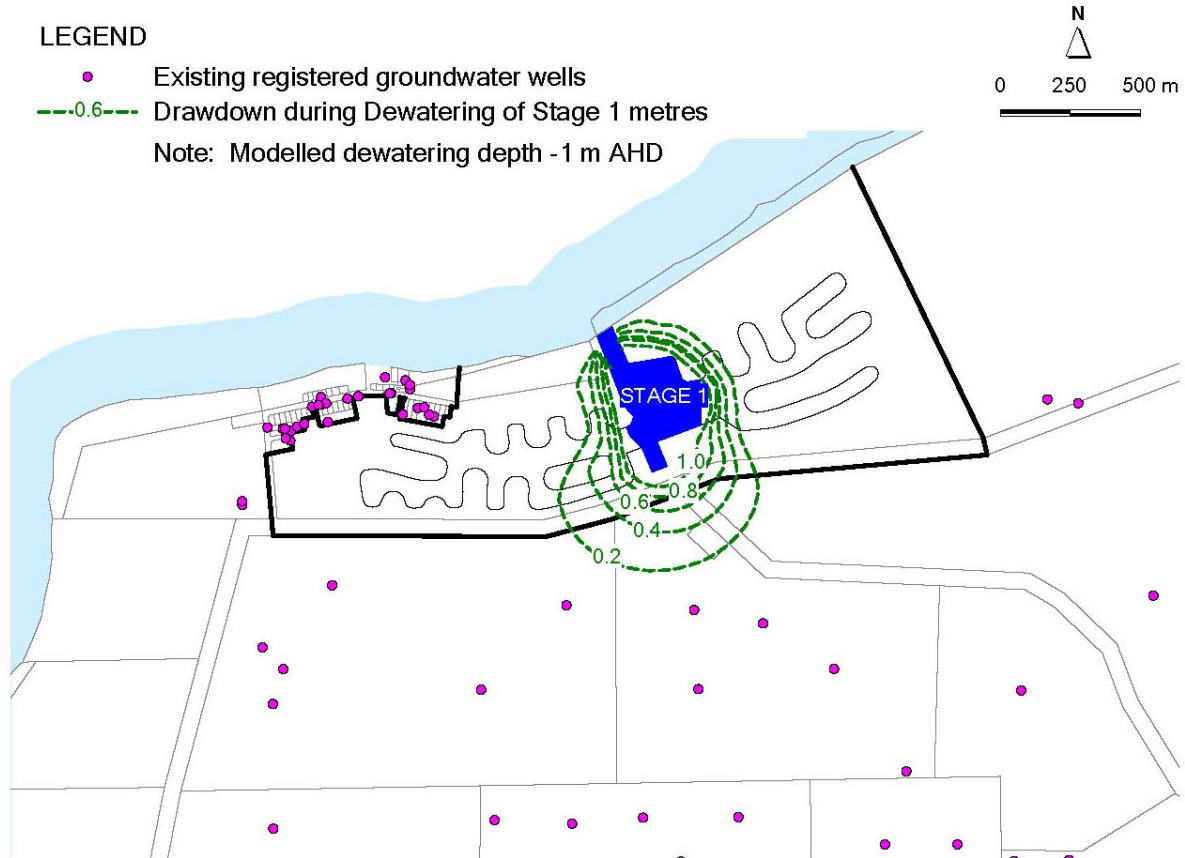 LEGEND
Existing registered groundwater wells
0.6 Drawdown during Dewatering of Stage 1 metres
Note: Modelled dewatering depth -1 m AHD
N
0 250 500 m
STAGE 1
1.0
0.8
0.6
0.4
0.2